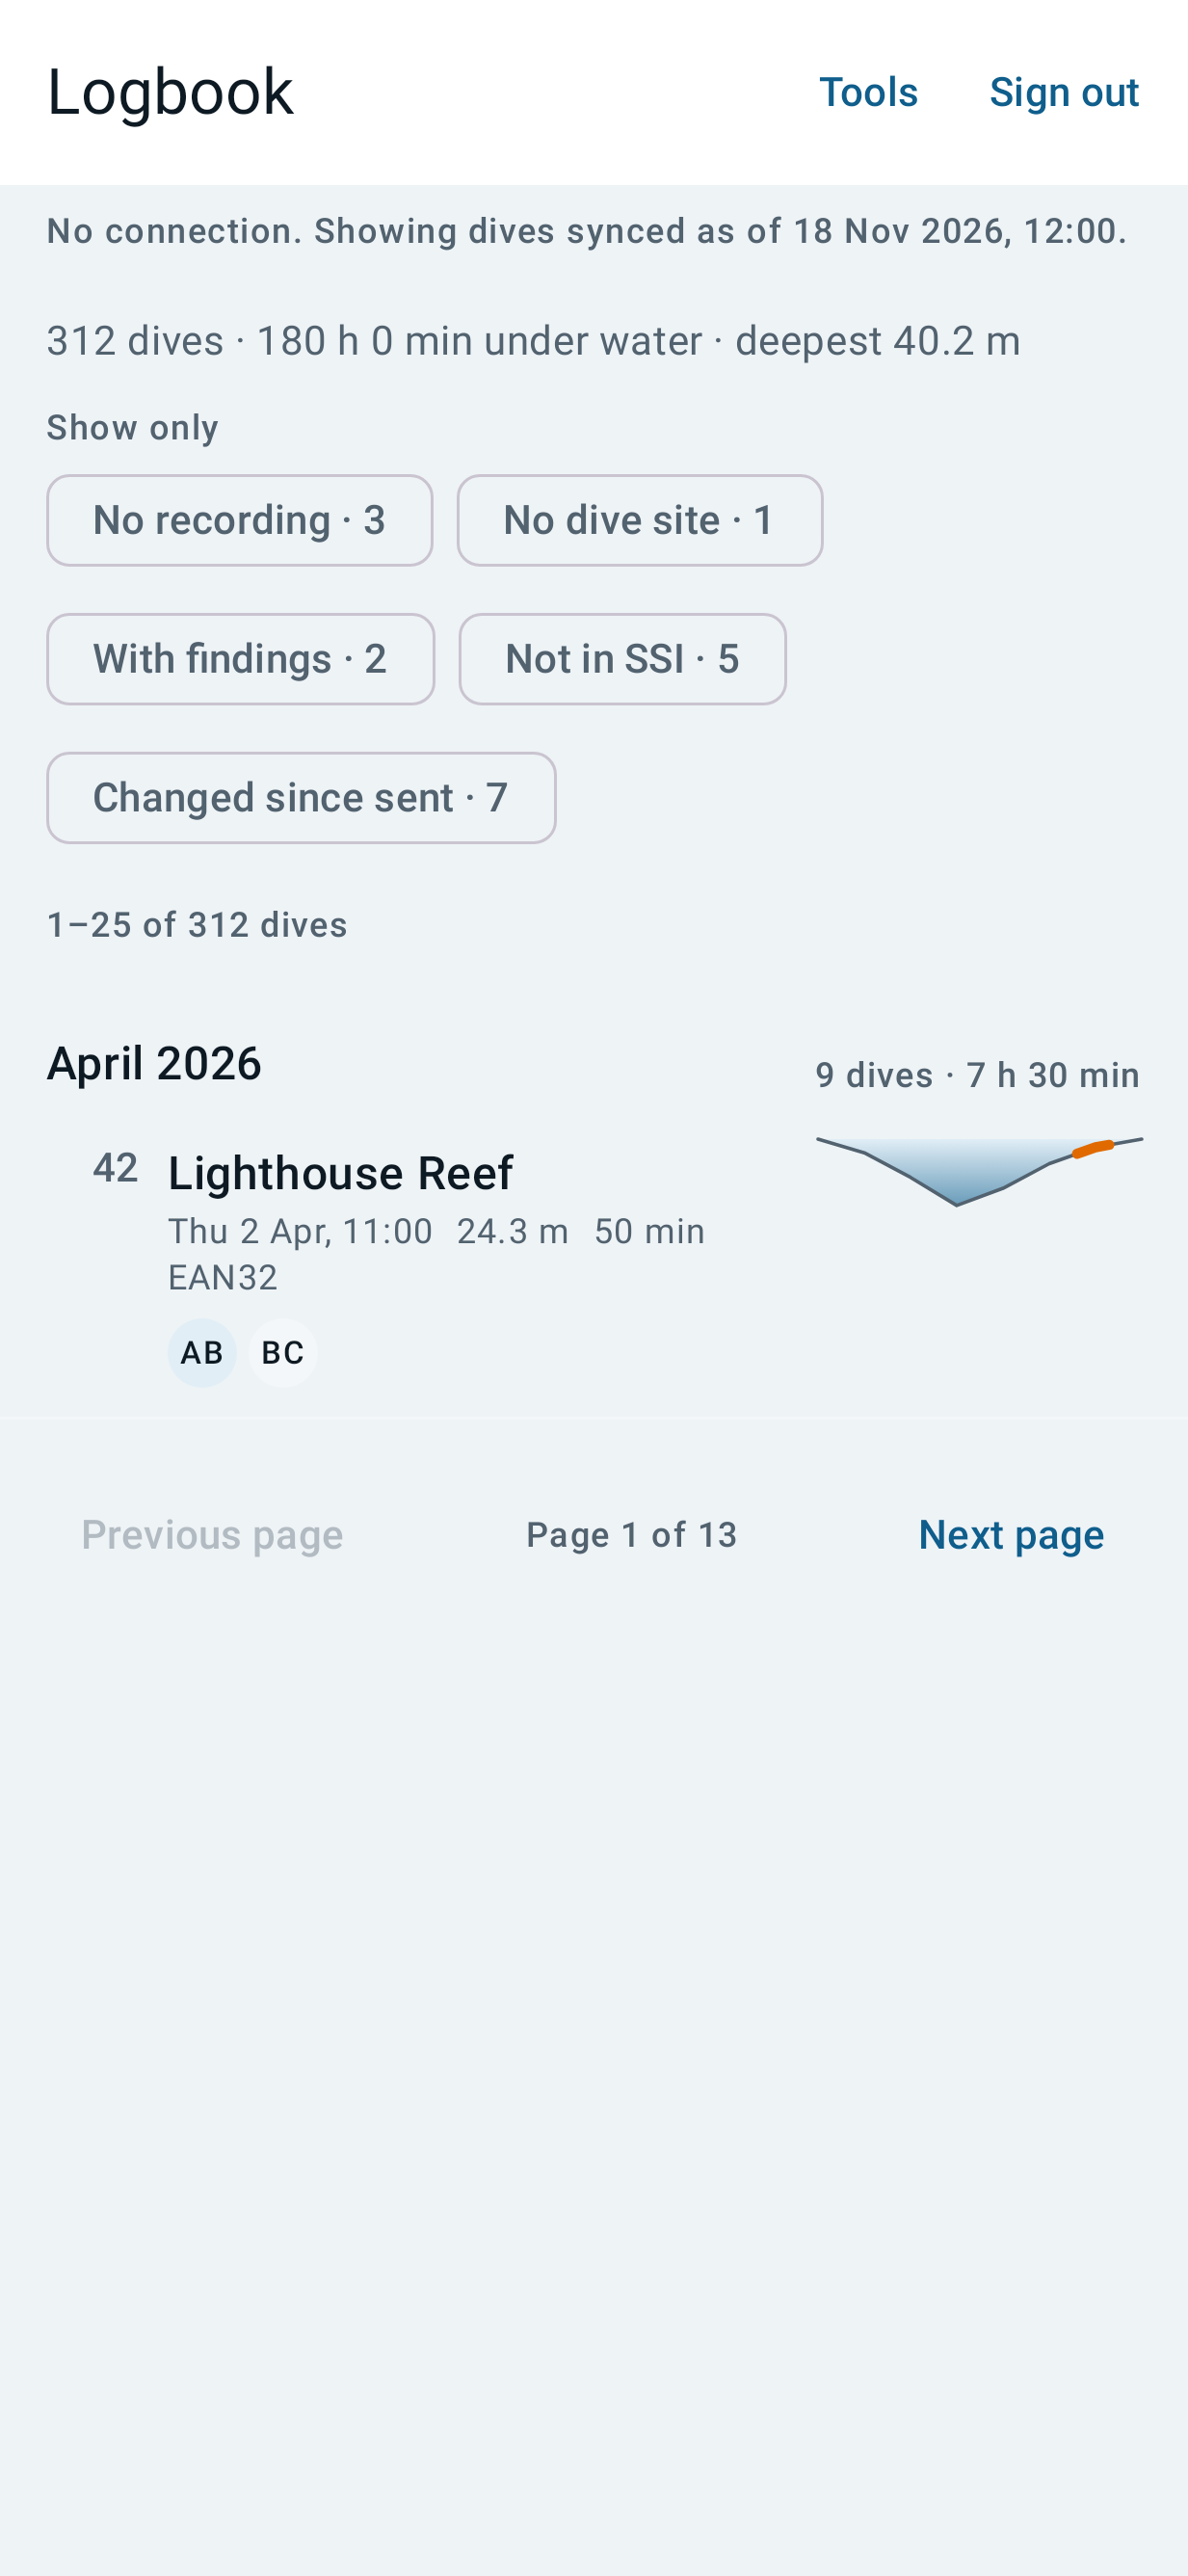 Logbook
Tools
Sign out
No connection. Showing dives synced as of 18 Nov 2026, 12:00.
312 dives · 180 h 0 min under water · deepest 40.2 m
Show only
No recording · 3
No dive site · 1
With findings · 2
Not in SSI · 5
Changed since sent · 7
1–25 of 312 dives
April 2026
9 dives · 7 h 30 min
42
Lighthouse Reef
Thu 2 Apr, 11:00 24.3 m 50 min
EAN32
AB
BC
Previous page
Page 1 of 13
Next page